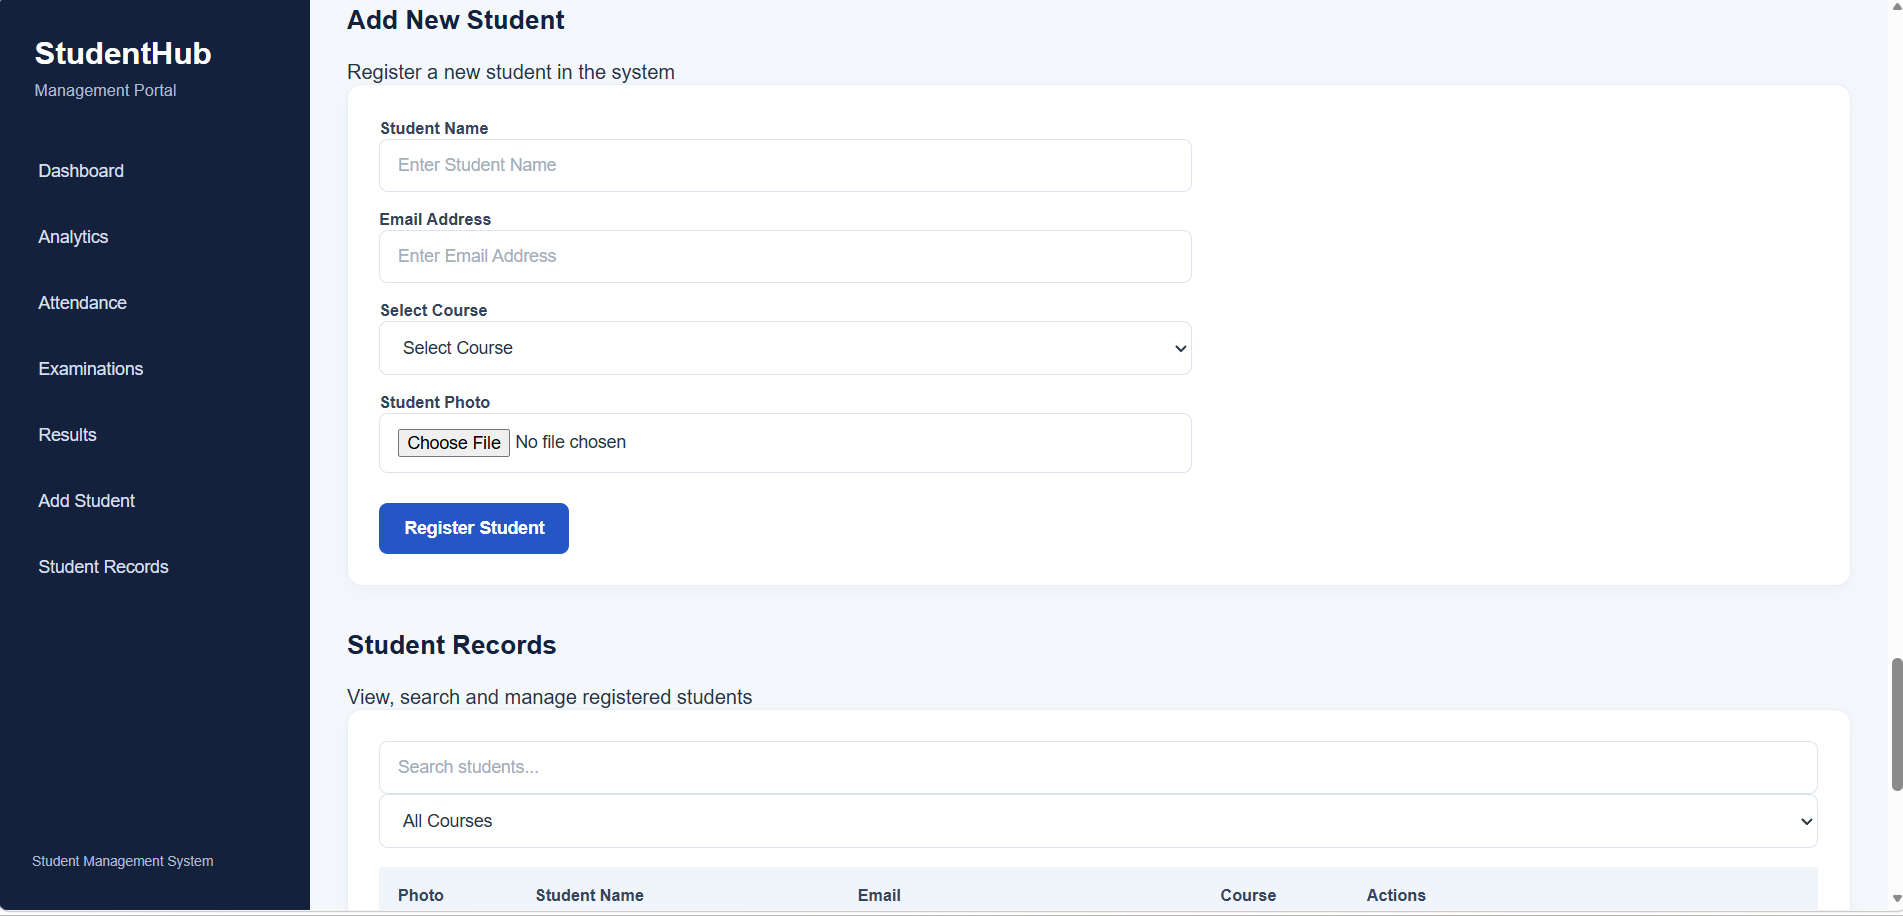 StudentHub
Management Portal
Dashboard
Analytics
Attendance
Examinations
Results
Add Student
Student Records
Student Management System
Add New Student
Register a new student in the system
Student Name
Enter Student Name
Email Address
Enter Email Address
Select Course
Select Course
Student Photo
Choose File No file chosen
Register Student
Student Records
View, search and manage registered students
Search students...
All Courses
Photo Student Name Email Course Actions